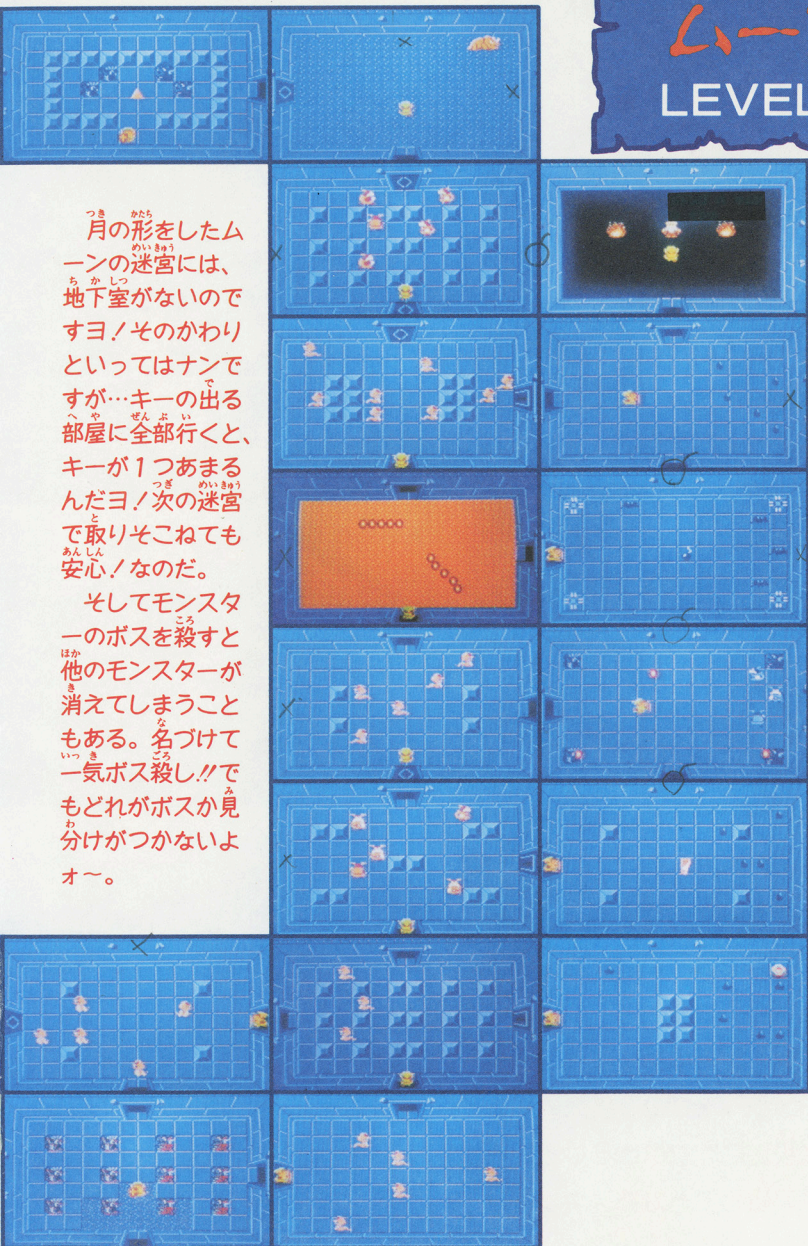 ムー
LEVEL
月の形をしたム
ーンの迷宮には、
地下室がないので
すヨ！そのかわり
といってはナンで
すが…キーの出る
部屋に全部行くと、
キーが1つあまる
んだヨ！次の迷宮
で取りそこねても
安心！なのだ。
そしてモンスタ
ーのボスを殺すと
他のモンスターが
消えてしまうこと
もある。名づけて
一気ボス殺し!!で
もどれがボスか見
分けがつかないよ
ォ〜。